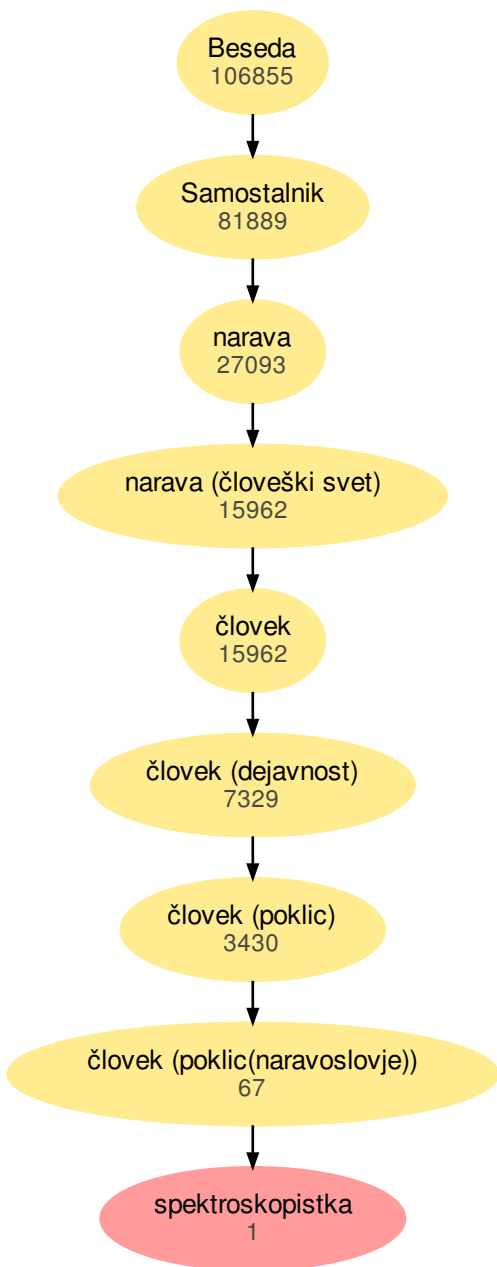 Beseda
106855
Samostalnik
81889
narava
27093
narava (človeški svet)
15962
človek
15962
človek (dejavnost)
7329
človek (poklic)
3430
človek (poklic(naravoslovje))
67
spektroskopistka
1